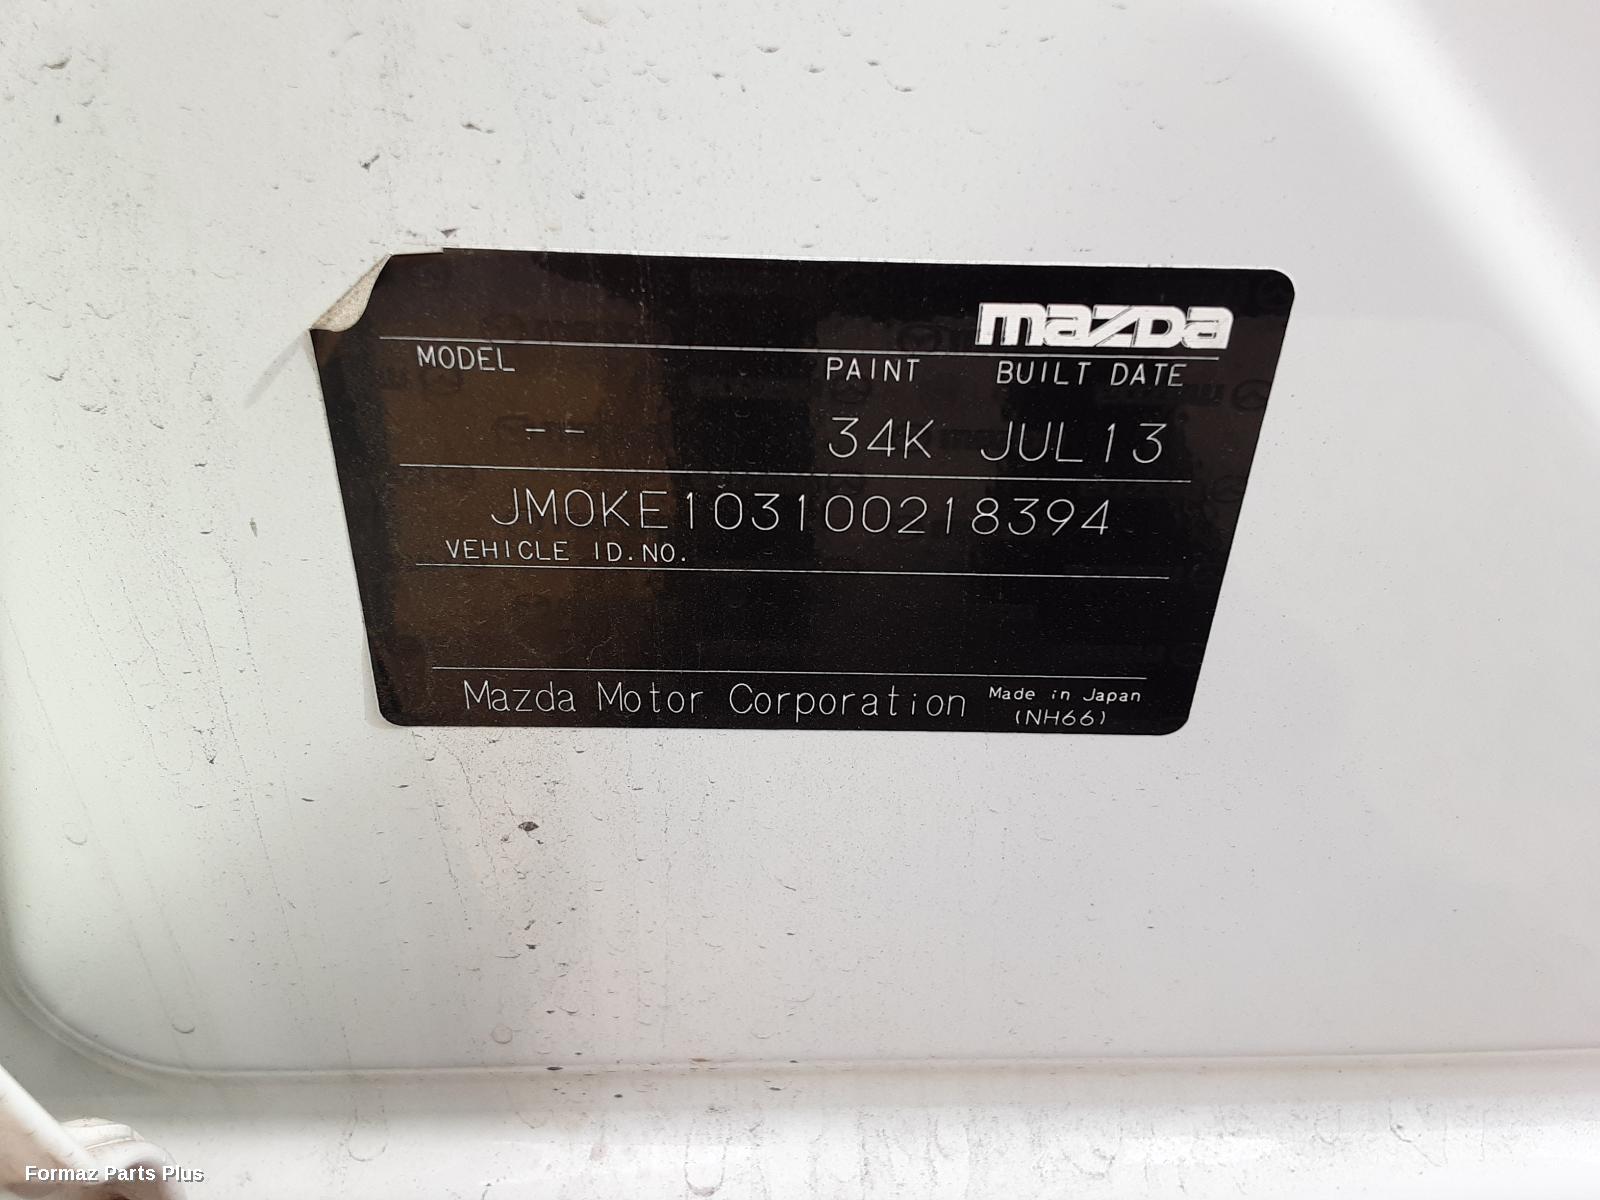 mazda
MODEL PAINT BUILT DATE
-- 34K JUL13
JM0KE103100218394
VEHICLE ID.NO.
Mazda Motor Corporation Made in Japan
(NH66)
Formaz Parts Plus